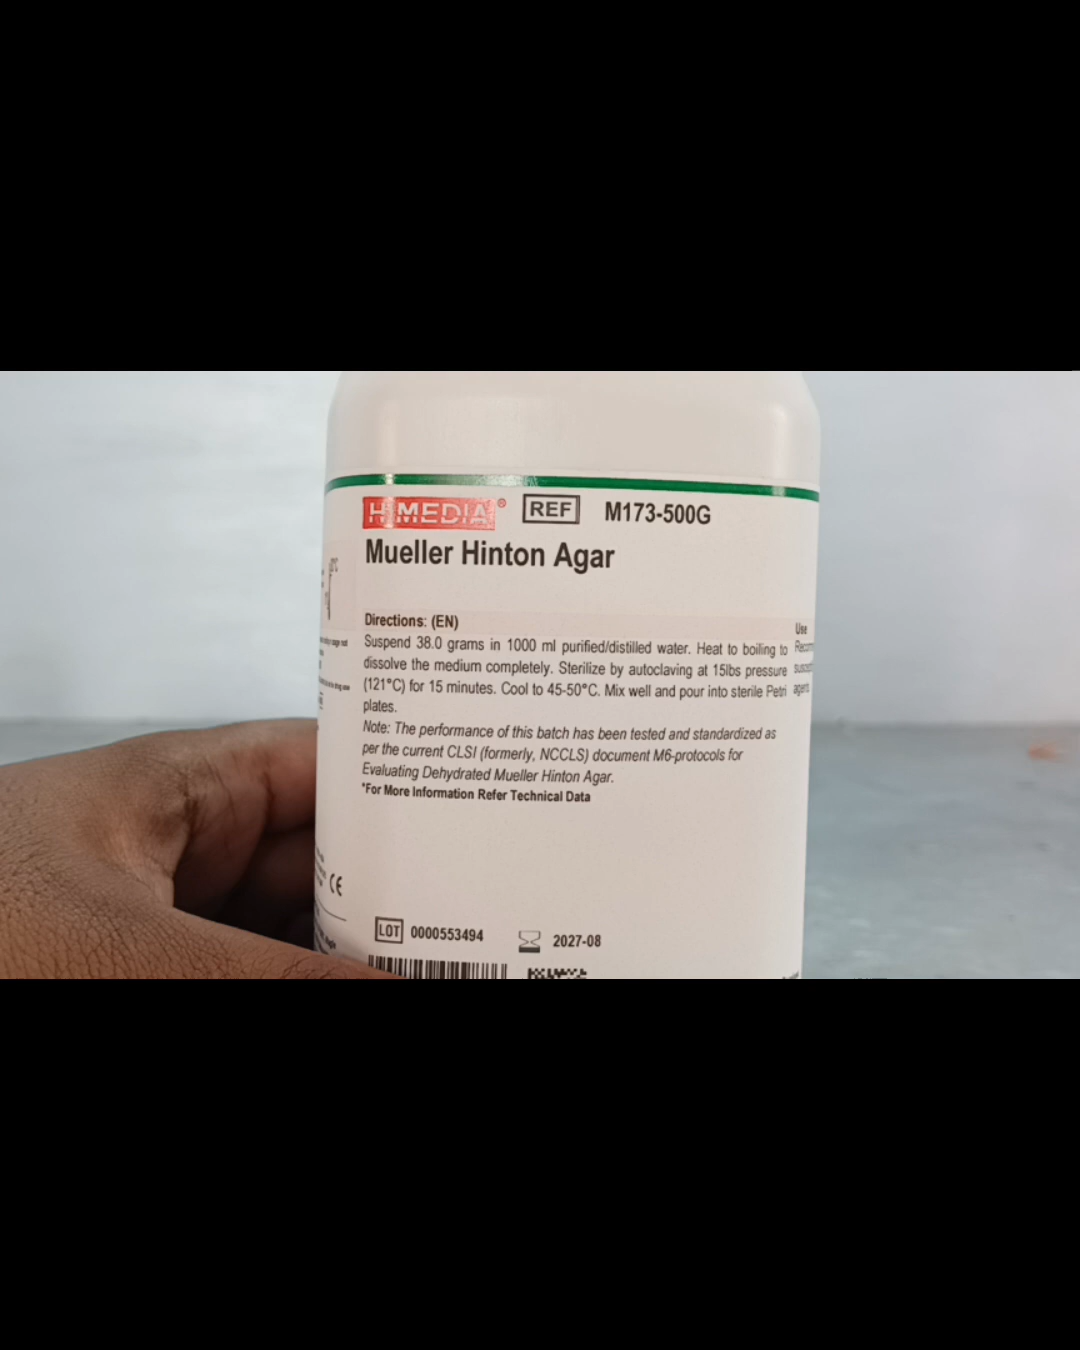 HIMEDIA® REF M173-500G
Mueller Hinton Agar
Directions: (EN)
Suspend 38.0 grams in 1000 ml purified/distilled water. Heat to boiling to
dissolve the medium completely. Sterilize by autoclaving at 15lbs pressure
(121°C) for 15 minutes. Cool to 45-50°C. Mix well and pour into sterile Petri
plates.
Note: The performance of this batch has been tested and standardized as
per the current CLSI (formerly, NCCLS) document M6-protocols for
Evaluating Dehydrated Mueller Hinton Agar.
*For More Information Refer Technical Data
Use
CE
LOT 0000553494 2027-08